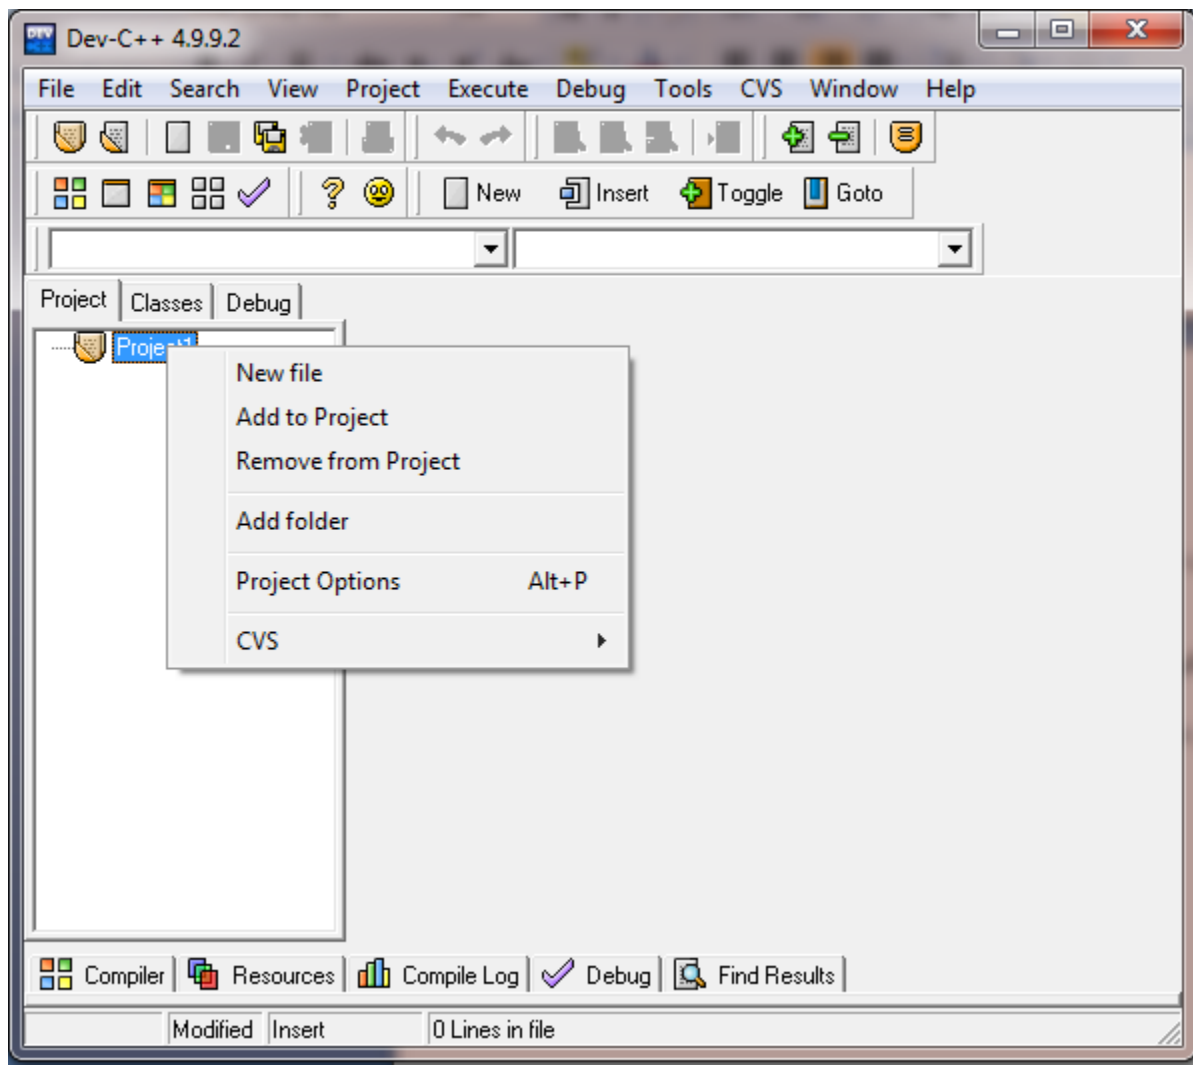 DEV Dev-C++ 4.9.9.2
File Edit Search View Project Execute Debug Tools CVS Window Help
New Insert Toggle Goto
Project Classes Debug
Project1
New file
Add to Project
Remove from Project
Add folder
Project Options Alt+P
CVS
Compiler Resources Compile Log Debug Find Results
Modified Insert 0 Lines in file